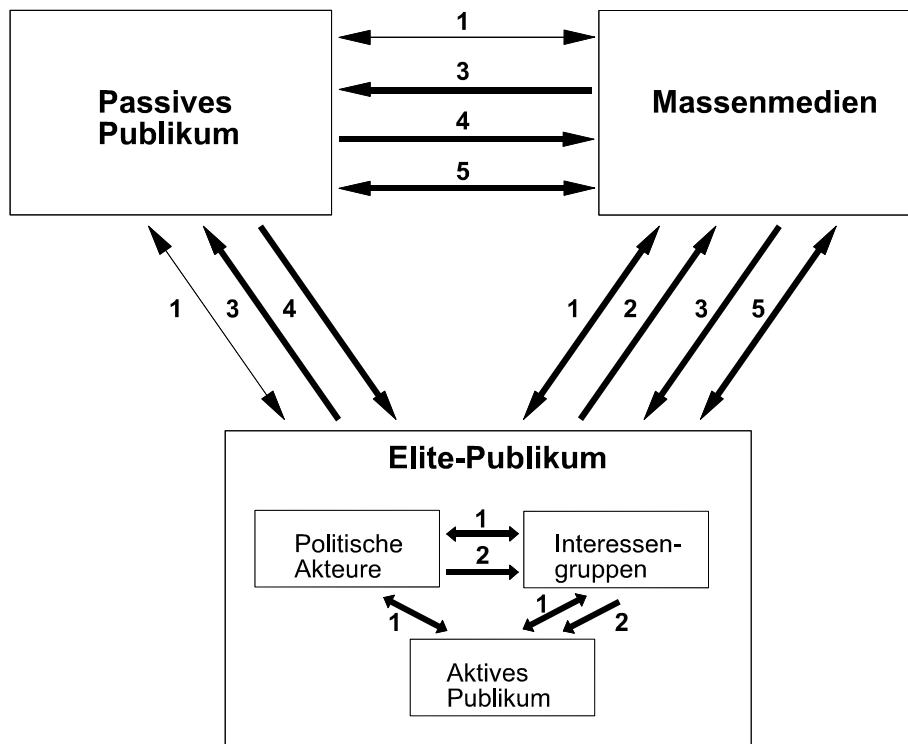 1
3
4
5
Passives
Publikum
Massenmedien
1
3
4
1
2
3
5
Elite-Publikum
Politische
Akteure
1
2
Interessen-
gruppen
1
1
2
Aktives
Publikum